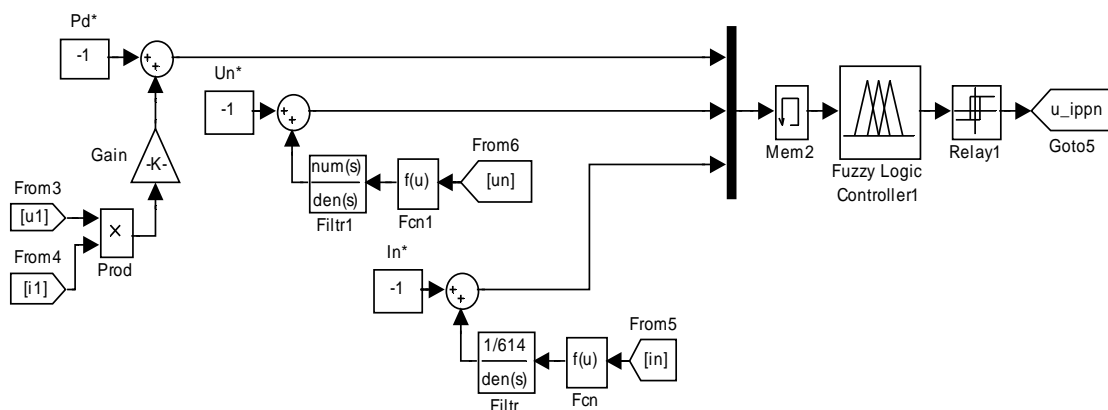 Pd*
-1
+
+
Un*
-1
+
+
Gain
-K-
From3
[u1]
From4
[i1]
×
Prod
num(s)
den(s)
Filtr1
f(u)
Fcn1
From6
[un]
In*
-1
+
+
1/614
den(s)
Filtr
f(u)
Fcn
From5
[in]
Mem2
Fuzzy Logic
Controller1
Relay1
u_ippn
Goto5